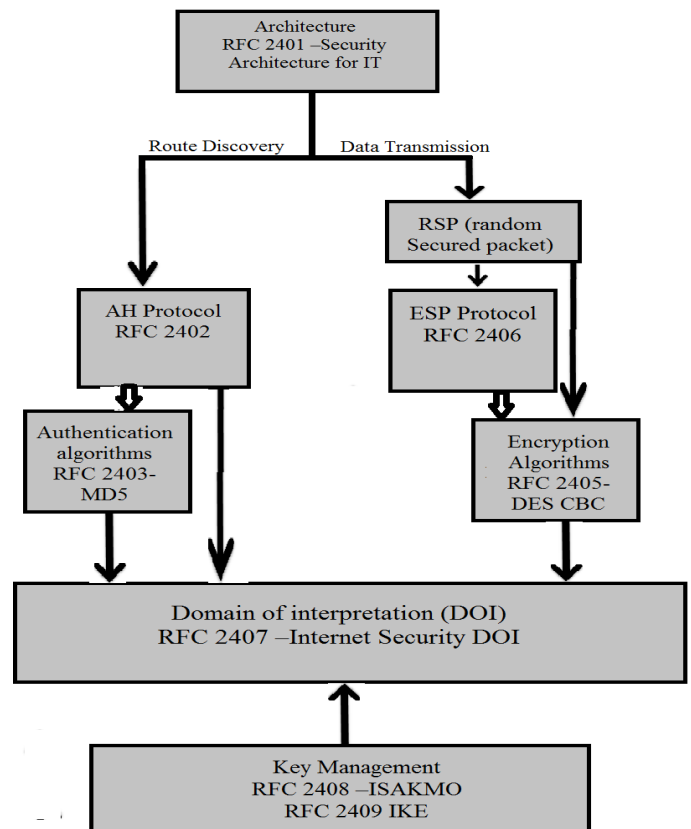 Architecture
RFC 2401 –Security
Architecture for IT
Route Discovery
Data Transmission
RSP (random
Secured packet)
AH Protocol
RFC 2402
ESP Protocol
RFC 2406
Authentication
algorithms
RFC 2403-
MD5
Encryption
Algorithms
RFC 2405-
DES CBC
Domain of interpretation (DOI)
RFC 2407 –Internet Security DOI
Key Management
RFC 2408 –ISAKMO
RFC 2409 IKE